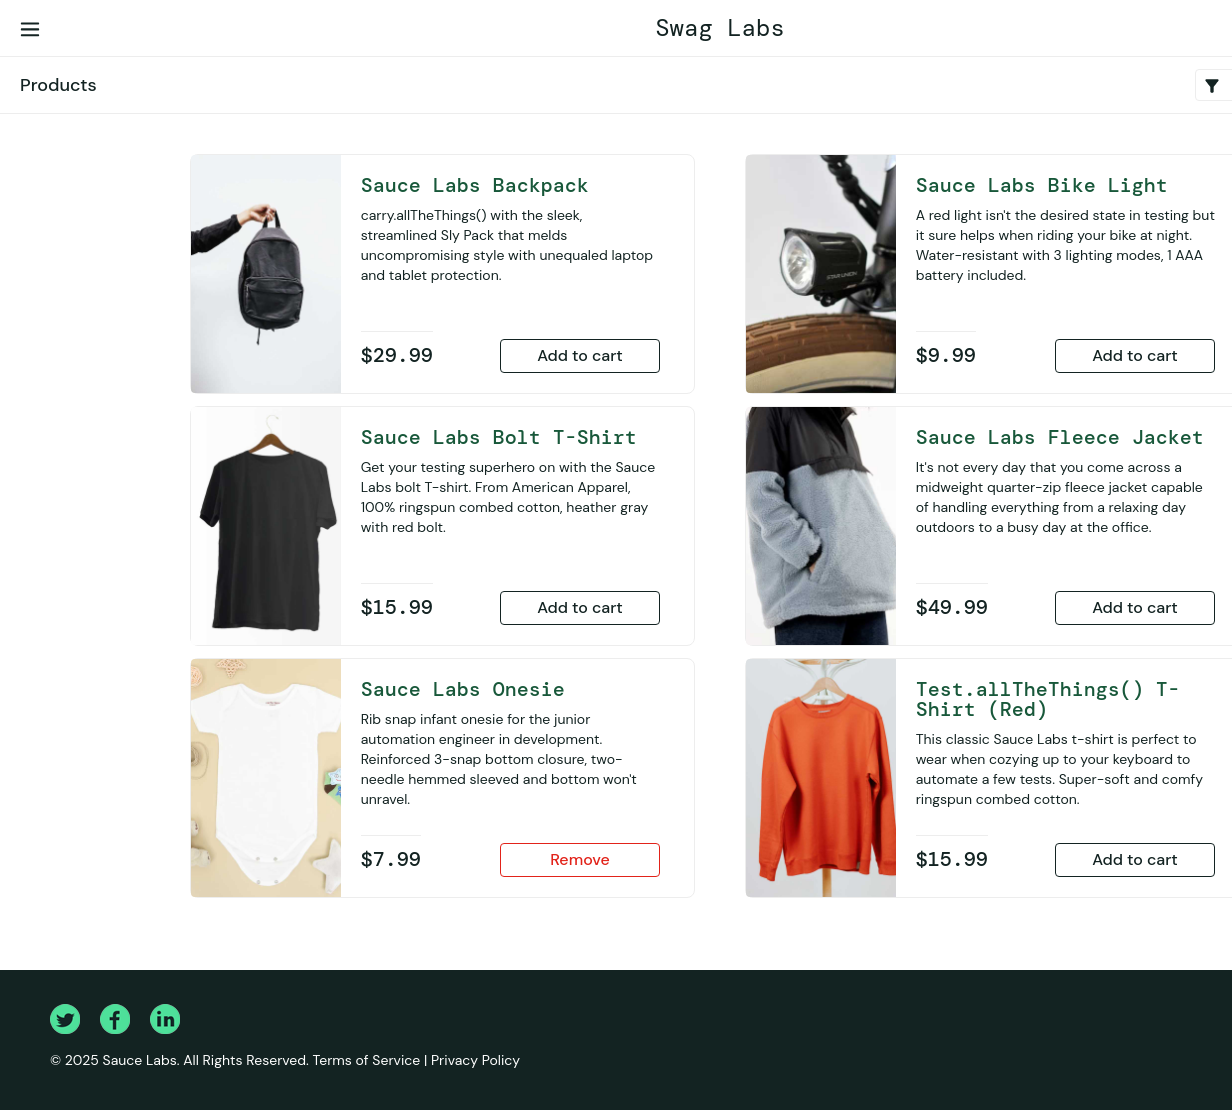 Swag Labs
Products
Sauce Labs Backpack
carry.allTheThings() with the sleek,
streamlined Sly Pack that melds
uncompromising style with unequaled laptop
and tablet protection.
$29.99
Add to cart
Sauce Labs Bike Light
A red light isn't the desired state in testing but
it sure helps when riding your bike at night.
Water-resistant with 3 lighting modes, 1 AAA
battery included.
$9.99
Add to cart
Sauce Labs Bolt T-Shirt
Get your testing superhero on with the Sauce
Labs bolt T-shirt. From American Apparel,
100% ringspun combed cotton, heather gray
with red bolt.
$15.99
Add to cart
Sauce Labs Fleece Jacket
It's not every day that you come across a
midweight quarter-zip fleece jacket capable
of handling everything from a relaxing day
outdoors to a busy day at the office.
$49.99
Add to cart
Sauce Labs Onesie
Rib snap infant onesie for the junior
automation engineer in development.
Reinforced 3-snap bottom closure, two-
needle hemmed sleeved and bottom won't
unravel.
$7.99
Remove
Test.allTheThings() T-
Shirt (Red)
This classic Sauce Labs t-shirt is perfect to
wear when cozying up to your keyboard to
automate a few tests. Super-soft and comfy
ringspun combed cotton.
$15.99
Add to cart
© 2025 Sauce Labs. All Rights Reserved. Terms of Service | Privacy Policy